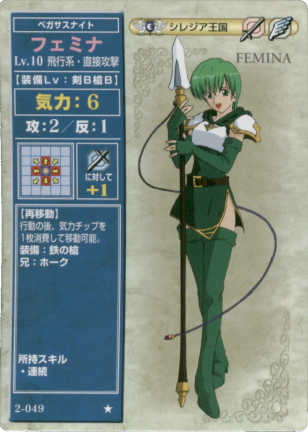 ペガサスナイト
フェミナ
Lv.10 飛行系・直接攻撃
【装備Lv：剣B槍B】
気力：6
攻：2／反：1
に対して
+1
【再移動】
行動の後、気力チップを
1枚消費して移動可能。
装備：鉄の槍
兄：ホーク
所持スキル
・連続
2-049 ★
シレジア王国
FEMINA